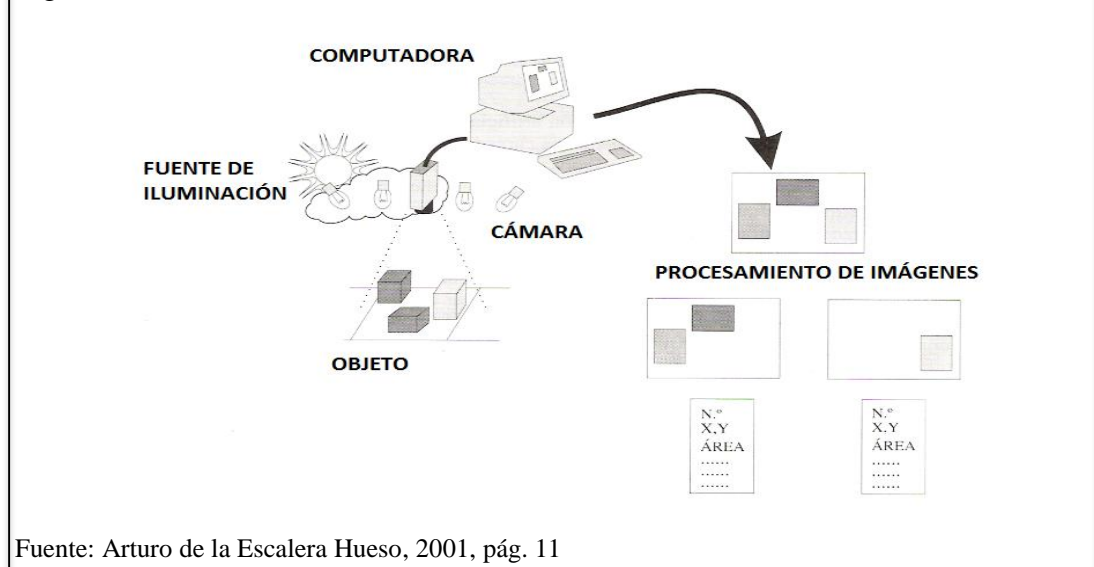 COMPUTADORA
FUENTE DE
ILUMINACIÓN
CÁMARA
OBJETO
PROCESAMIENTO DE IMÁGENES
N.º
X,Y
ÁREA
......
......
......
N.º
X,Y
ÁREA
......
......
......
Fuente: Arturo de la Escalera Hueso, 2001, pág. 11